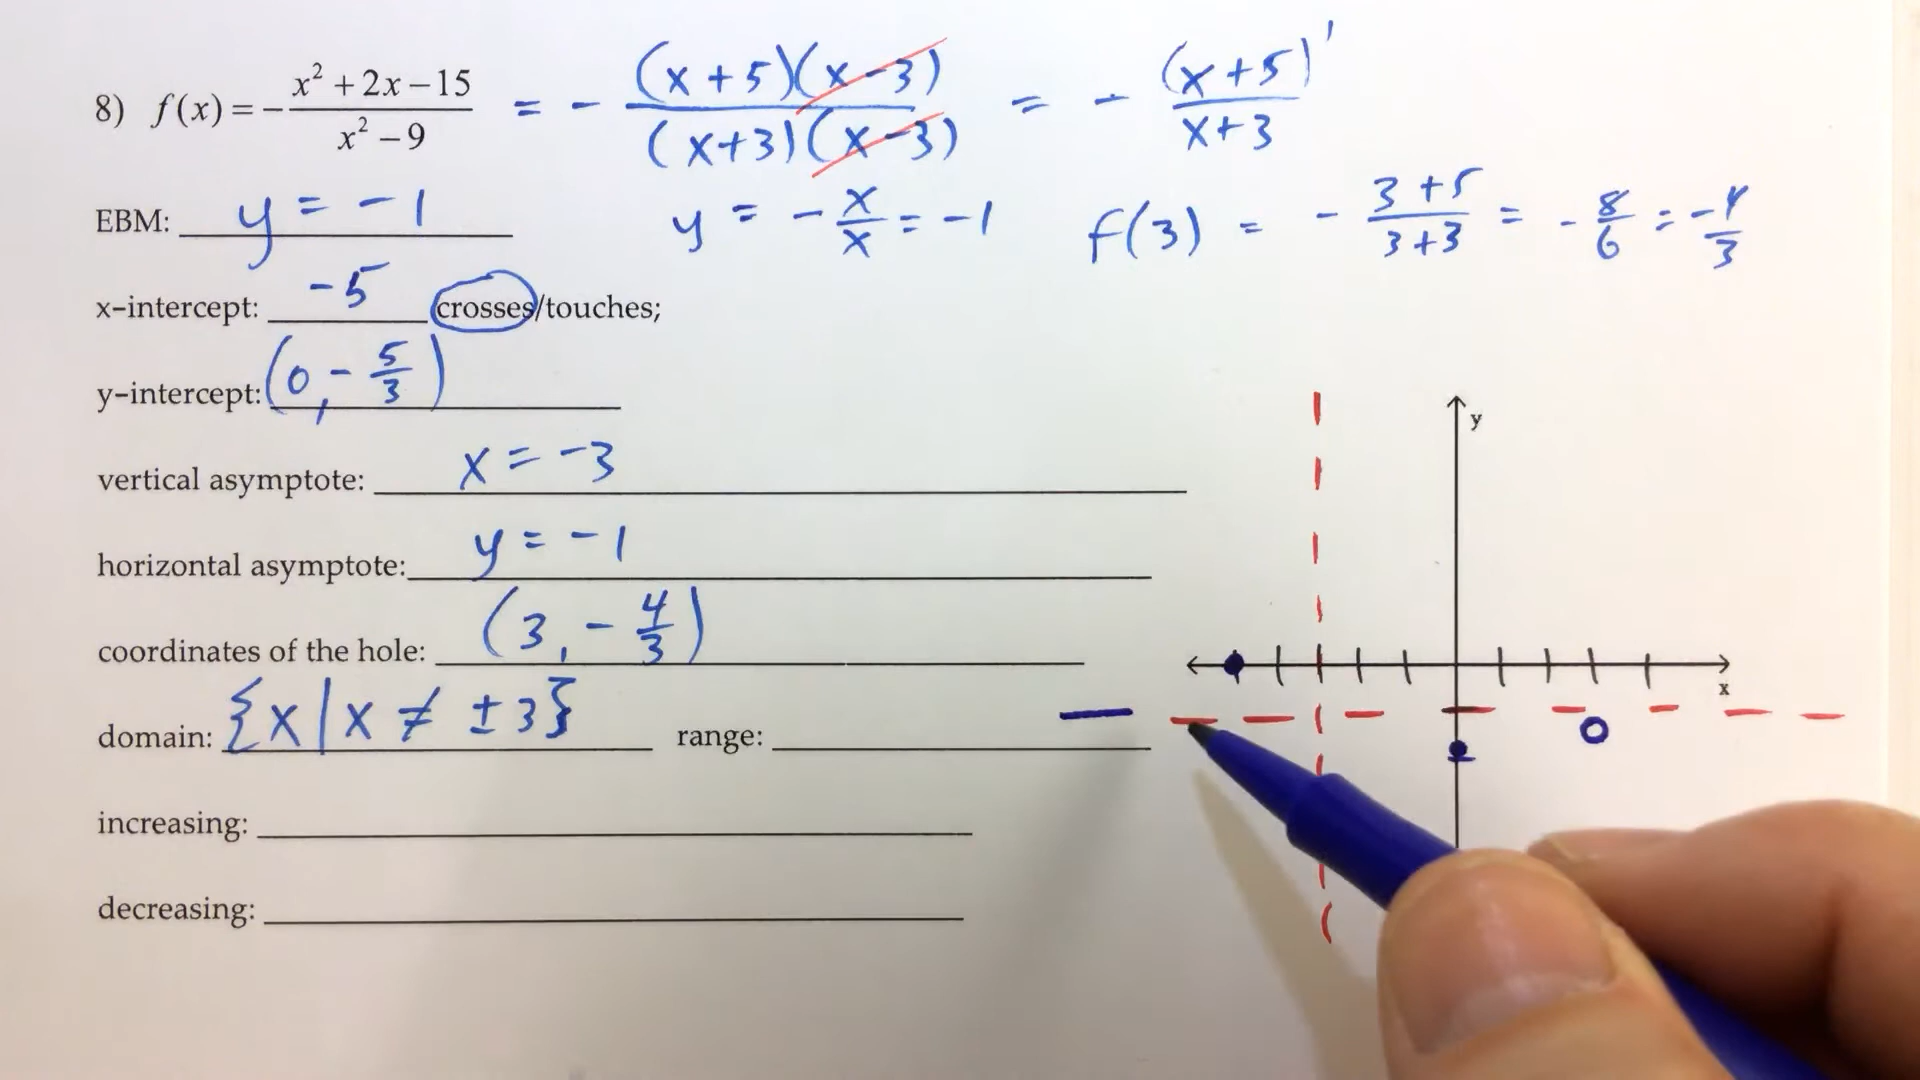 8) f(x) = - (x² + 2x - 15)/(x² - 9) = - (x + 5)(x - 3)/((x + 3)(x - 3)) = - (x + 5)'/(x + 3)
EBM: y = -1 y = - x/x = -1 f(3) = - (3 + 5)/(3 + 3) = - 8/6 = -4/3
x-intercept: -5 crosses/touches;
y-intercept: (0, - 5/3)
vertical asymptote: x = -3
horizontal asymptote: y = -1
coordinates of the hole: (3, - 4/3)
domain: {x | x ≠ ±3} range:
increasing:
decreasing:
y
x